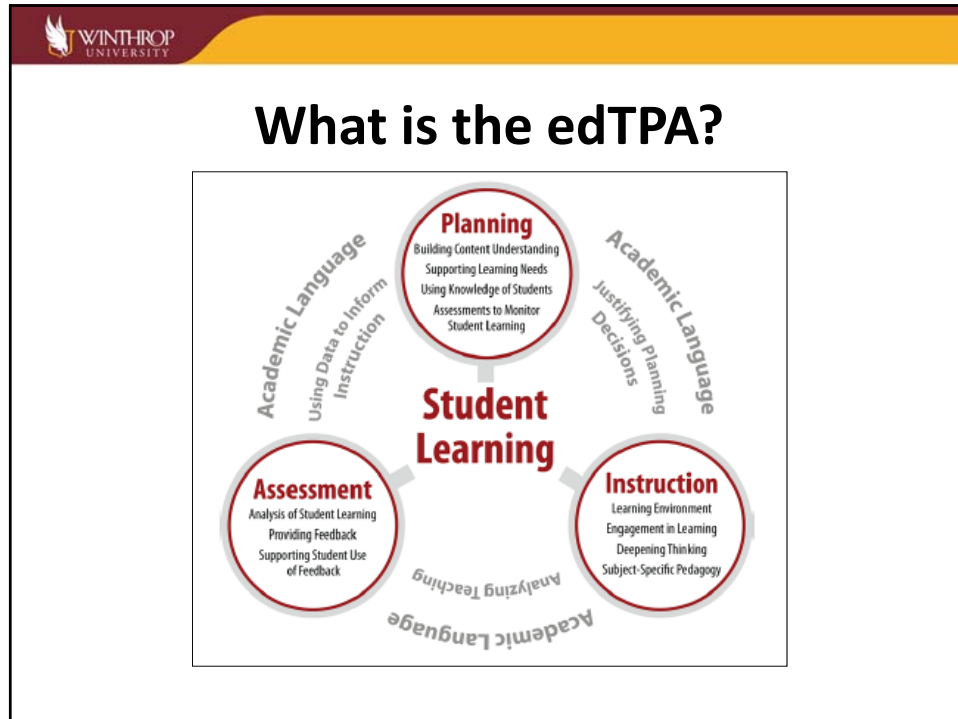 WINTHROP
UNIVERSITY
What is the edTPA?
Planning
Building Content Understanding
Supporting Learning Needs
Using Knowledge of Students
Assessments to Monitor
Student Learning
Academic Language
Using Data to Inform
Instruction
Academic Language
Justifying Planning
Decisions
Student
Learning
Assessment
Analysis of Student Learning
Providing Feedback
Supporting Student Use
of Feedback
Instruction
Learning Environment
Engagement in Learning
Deepening Thinking
Subject-Specific Pedagogy
Analyzing Teaching
Academic Language